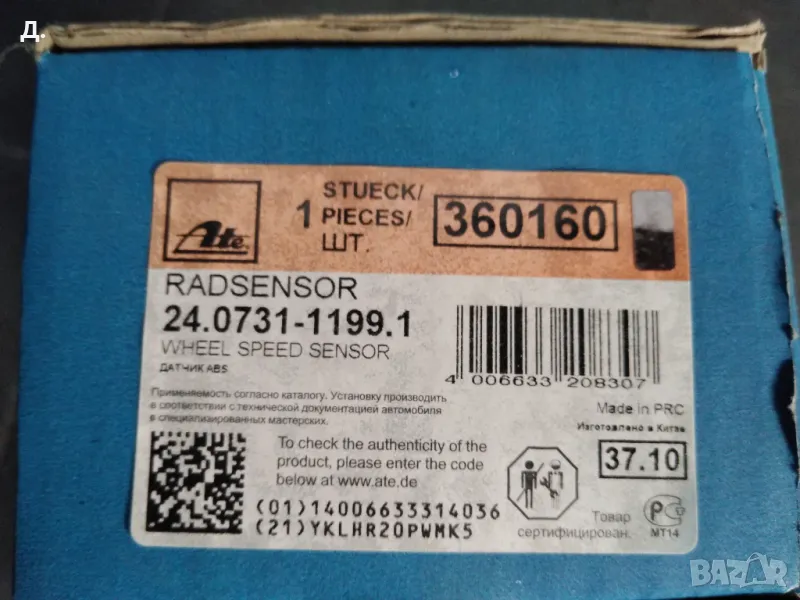 Д.
STUECK/
1 PIECES/
ШТ.
360160
Ate
RADSENSOR
24.0731-1199.1
WHEEL SPEED SENSOR
ДАТЧИК ABS
4 006633 208307
Применяемость согласно каталогу. Установку производить
в соответствии с технической документацией автомобиля
в специализированных мастерских.
Made in PRC
Изготовлено в Китае
37.10
To check the authenticity of the
product, please enter the code
below at www.ate.de
(01)14006633314036
(21)YKLHR20PWMK5
Товар
сертифицирован.
МТ14
BAZAR